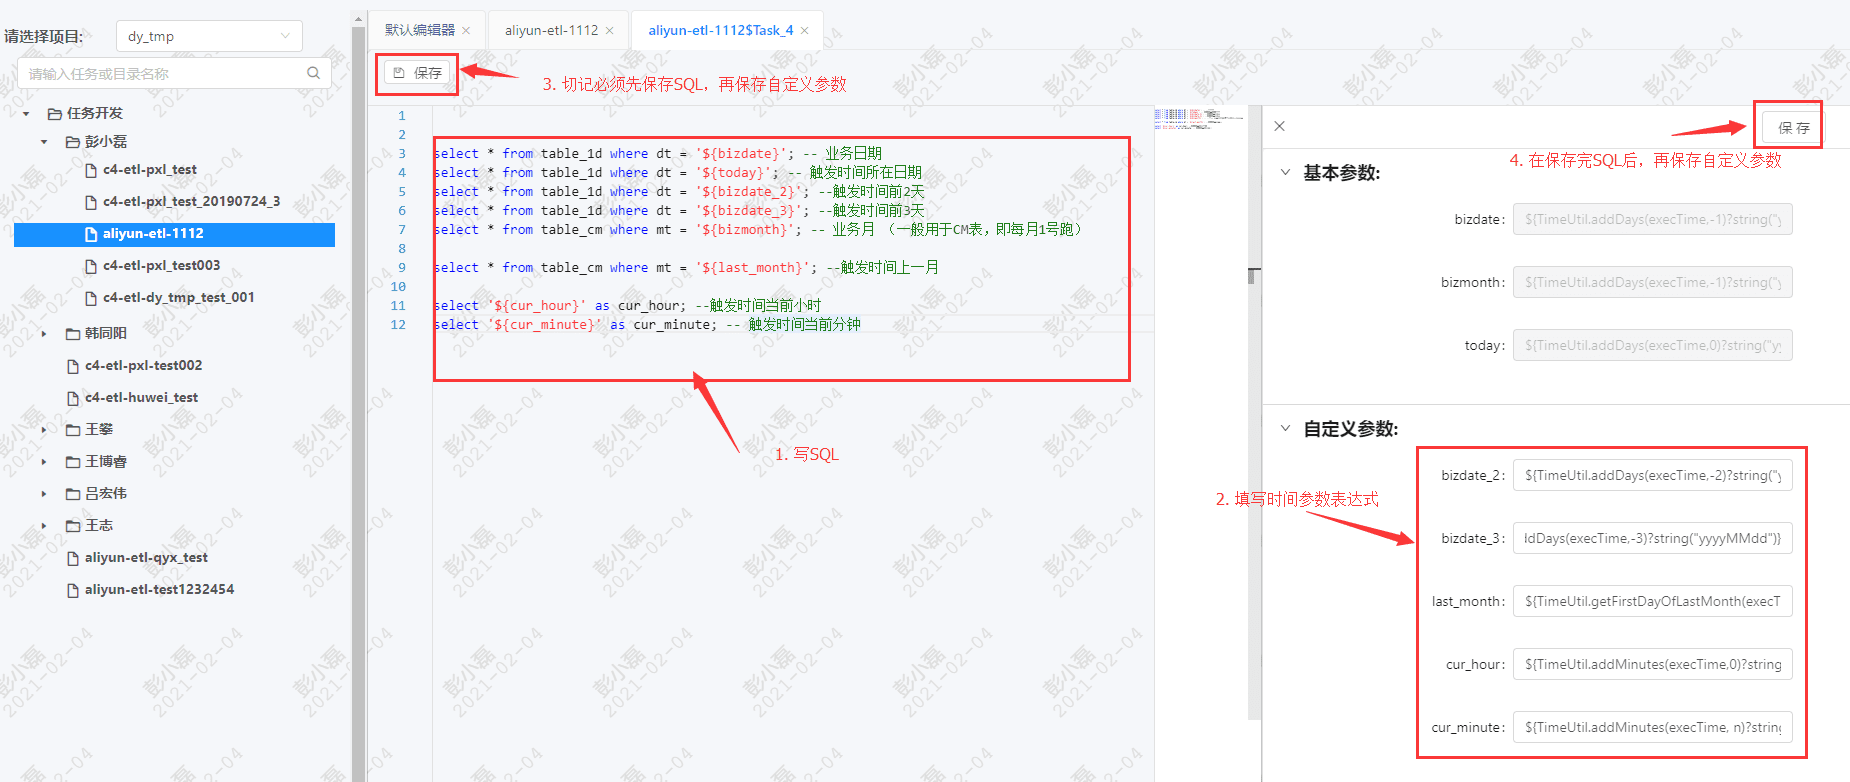 请选择项目:
dy_tmp
请输入任务或目录名称
任务开发
彭小磊
c4-etl-pxl_test
c4-etl-pxl_test_20190724_3
aliyun-etl-1112
c4-etl-pxl_test003
c4-etl-dy_tmp_test_001
韩同阳
c4-etl-pxl-test002
c4-etl-huwei_test
王攀
王博睿
吕宏伟
王志
aliyun-etl-qyx_test
aliyun-etl-test1232454
默认编辑器 ×
aliyun-etl-1112 ×
aliyun-etl-1112$Task_4 ×
保存
3. 切记必须先保存SQL，再保存自定义参数
1
2
3 select * from table_1d where dt = '${bizdate}'; -- 业务日期
4 select * from table_1d where dt = '${today}'; -- 触发时间所在日期
5 select * from table_1d where dt = '${bizdate_2}'; --触发时间前2天
6 select * from table_1d where dt = '${bizdate_3}'; --触发时间前3天
7 select * from table_cm where mt = '${bizmonth}'; -- 业务月 （一般用于CM表，即每月1号跑）
8
9 select * from table_cm where mt = '${last_month}'; --触发时间上一月
10
11 select '${cur_hour}' as cur_hour; --触发时间当前小时
12 select '${cur_minute}' as cur_minute; -- 触发时间当前分钟
1. 写SQL
保 存
4. 在保存完SQL后，再保存自定义参数
基本参数:
bizdate: ${TimeUtil.addDays(execTime,-1)?string("y
bizmonth: ${TimeUtil.addDays(execTime,-1)?string("y
today: ${TimeUtil.addDays(execTime,0)?string("yy
自定义参数:
2. 填写时间参数表达式
bizdate_2: ${TimeUtil.addDays(execTime,-2)?string("y
bizdate_3: ldDays(execTime,-3)?string("yyyyMMdd")}
last_month: ${TimeUtil.getFirstDayOfLastMonth(execT
cur_hour: ${TimeUtil.addMinutes(execTime,0)?string
cur_minute: ${TimeUtil.addMinutes(execTime, n)?string
彭小磊
2021-02-04